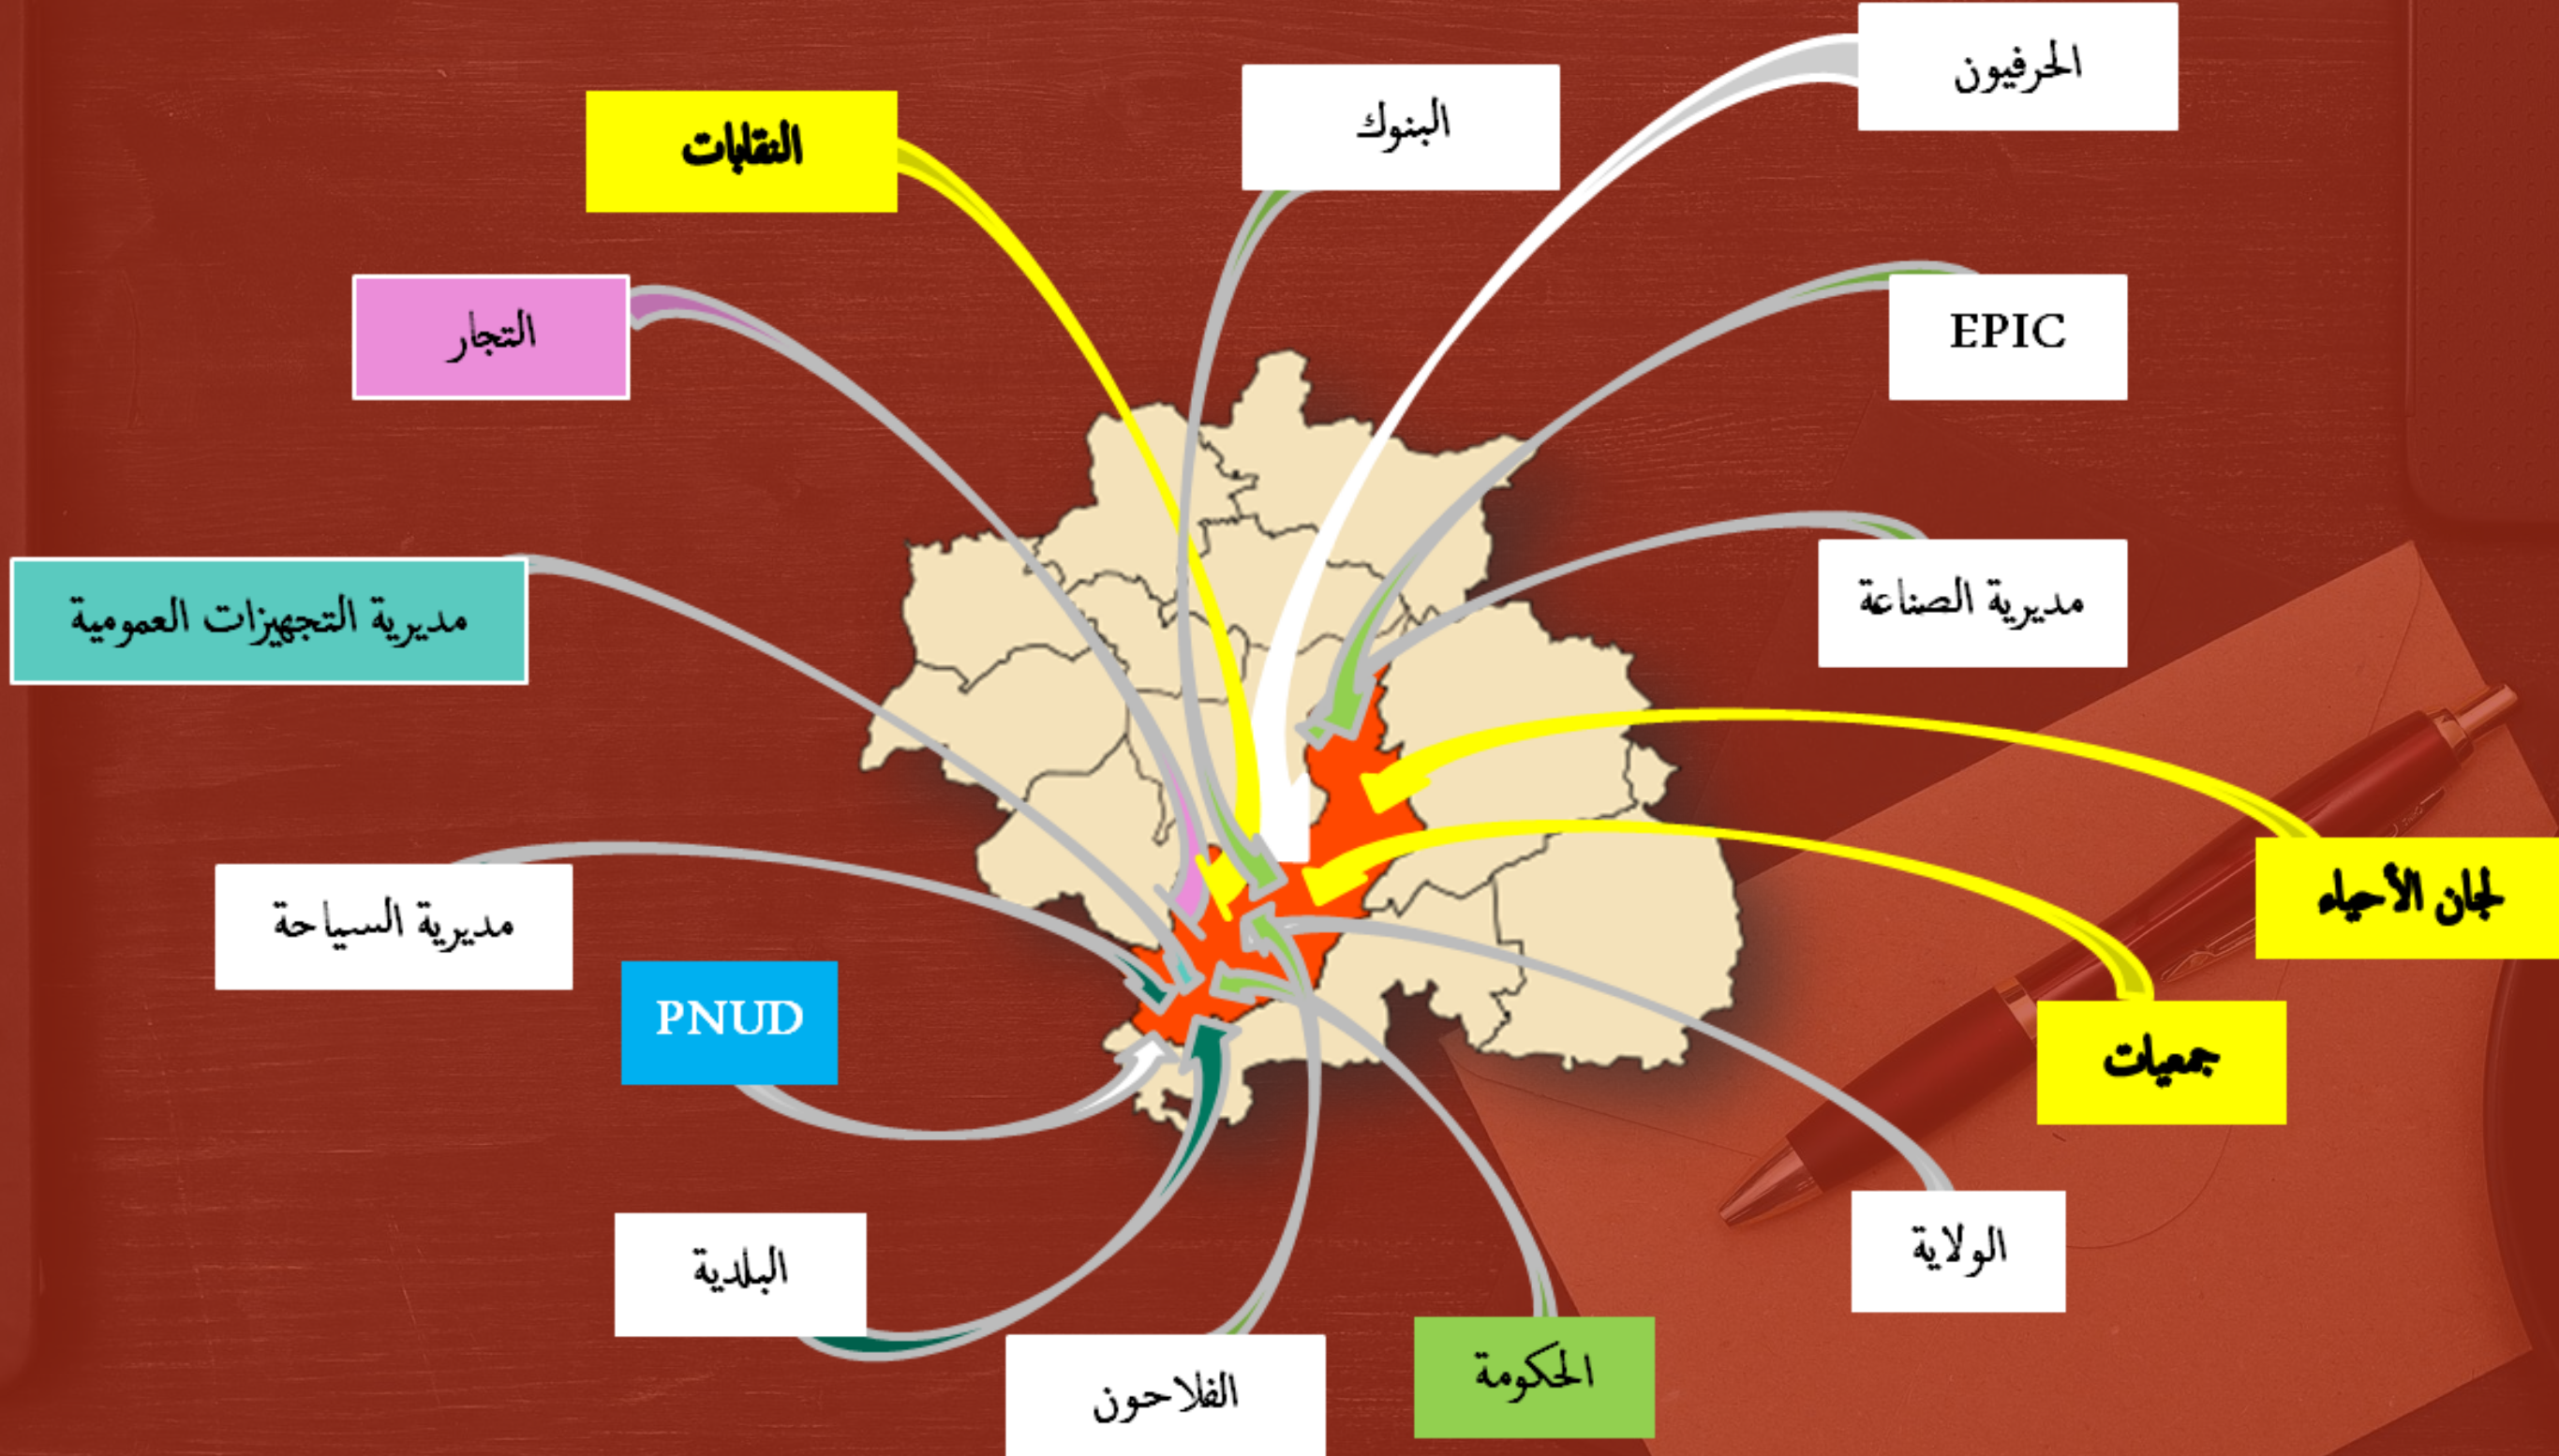 الحرفيون
البنوك
النقابات
التجار
EPIC
مديرية الصناعة
مديرية التجهيزات العمومية
لجان الأحياء
مديرية السياحة
PNUD
جمعيات
الولاية
البلدية
الحكومة
الفلاحون